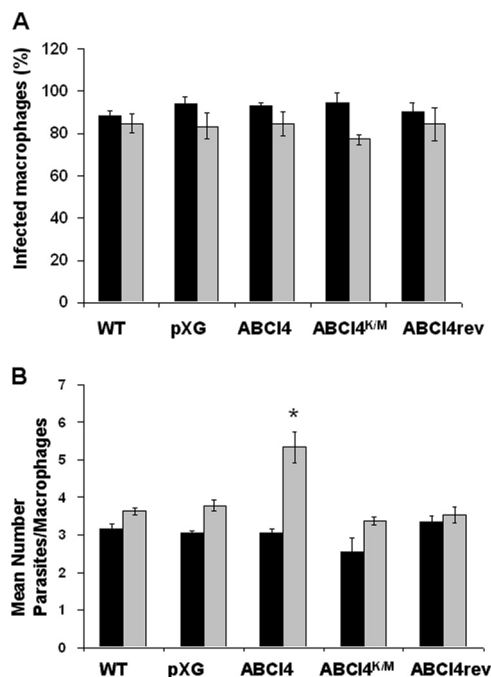 A
Infected macrophages (%)
120
100
80
60
40
20
0
WT pXG ABCI4 ABCI4K/M ABCI4rev
B
Mean Number
Parasites/Macrophages
7
6
5
4
3
2
1
0
*
WT pXG ABCI4 ABCI4K/M ABCI4rev